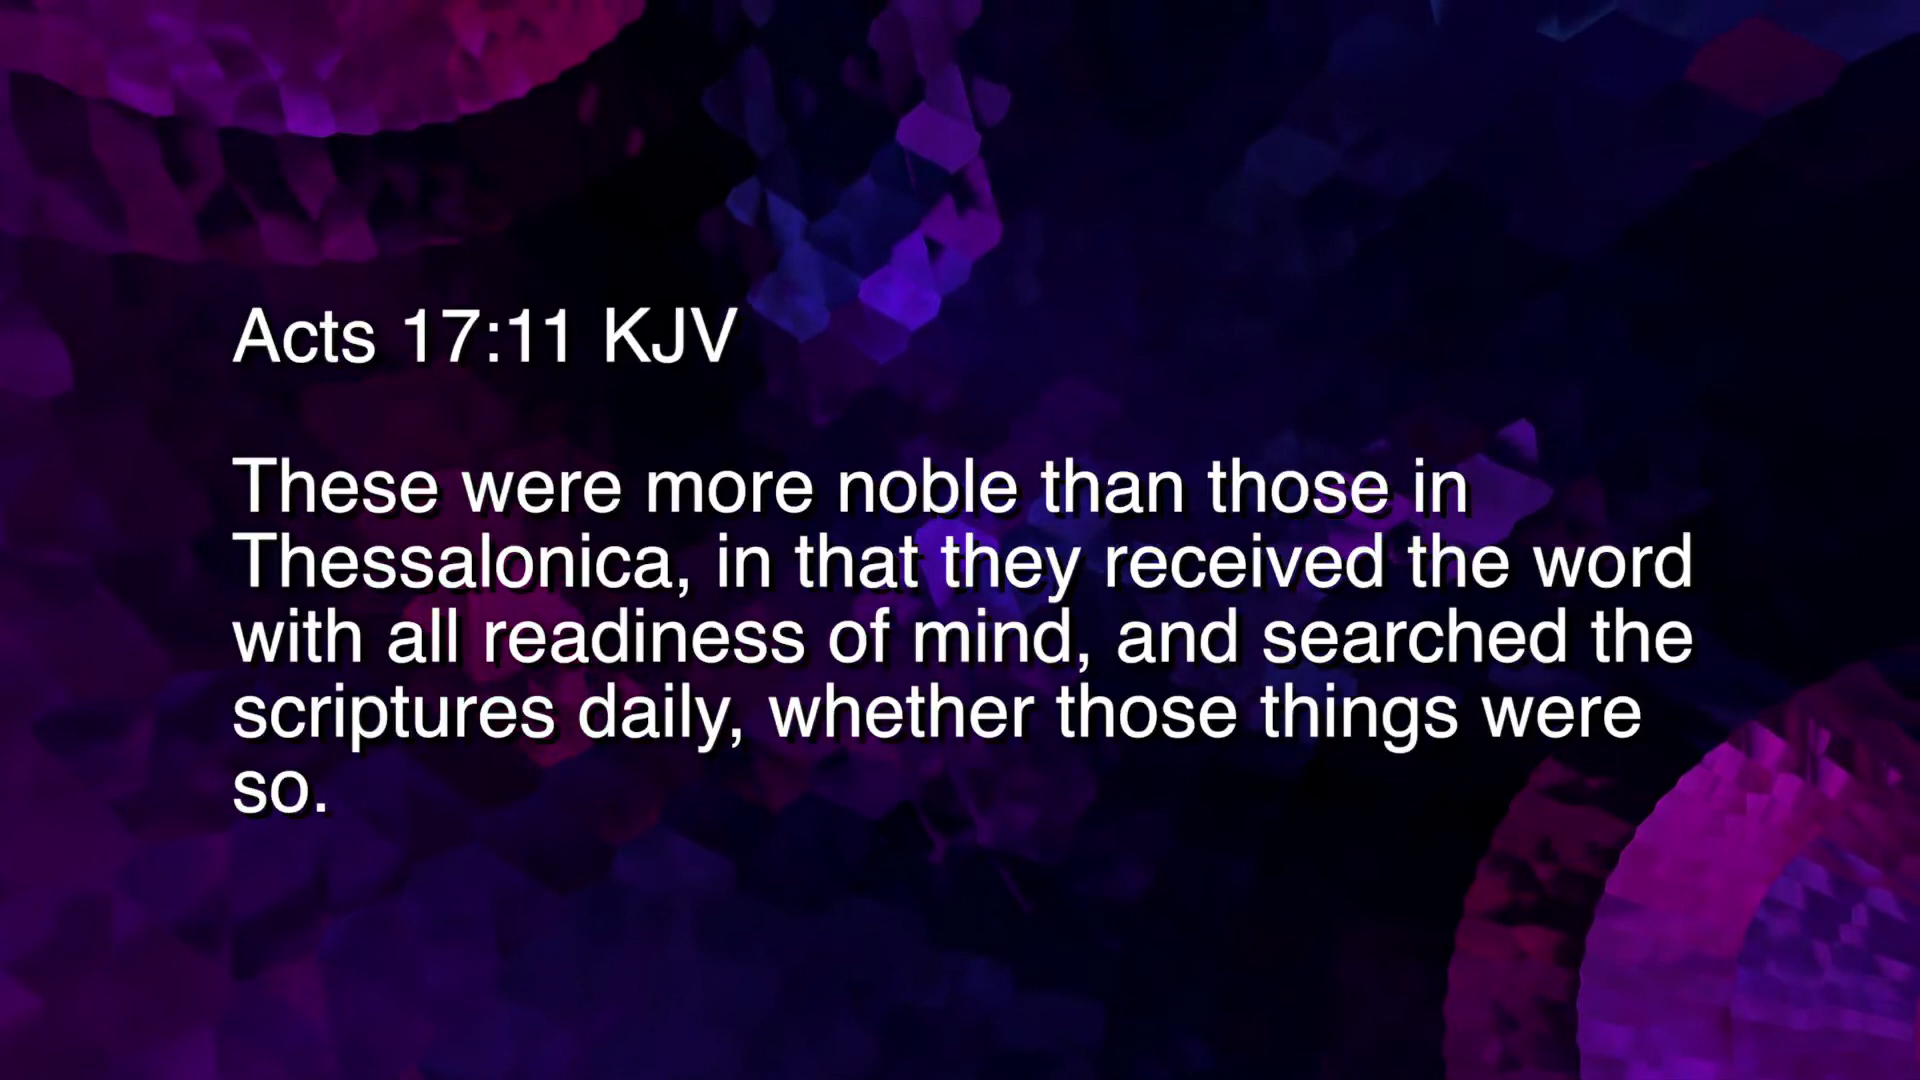 Acts 17:11 KJV
These were more noble than those in
Thessalonica, in that they received the word
with all readiness of mind, and searched the
scriptures daily, whether those things were
so.